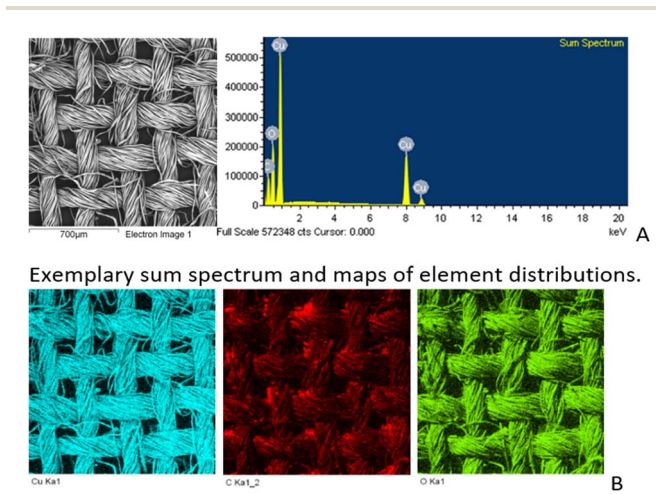 Sum Spectrum
500000
400000
300000
200000
100000
0
Cu
O
C
Cu
Cu
2 4 6 8 10 12 14 16 18 20
700µm Electron Image 1 Full Scale 572348 cts Cursor: 0.000 keV
A
Exemplary sum spectrum and maps of element distributions.
Cu Ka1 C Ka1_2 O Ka1
B